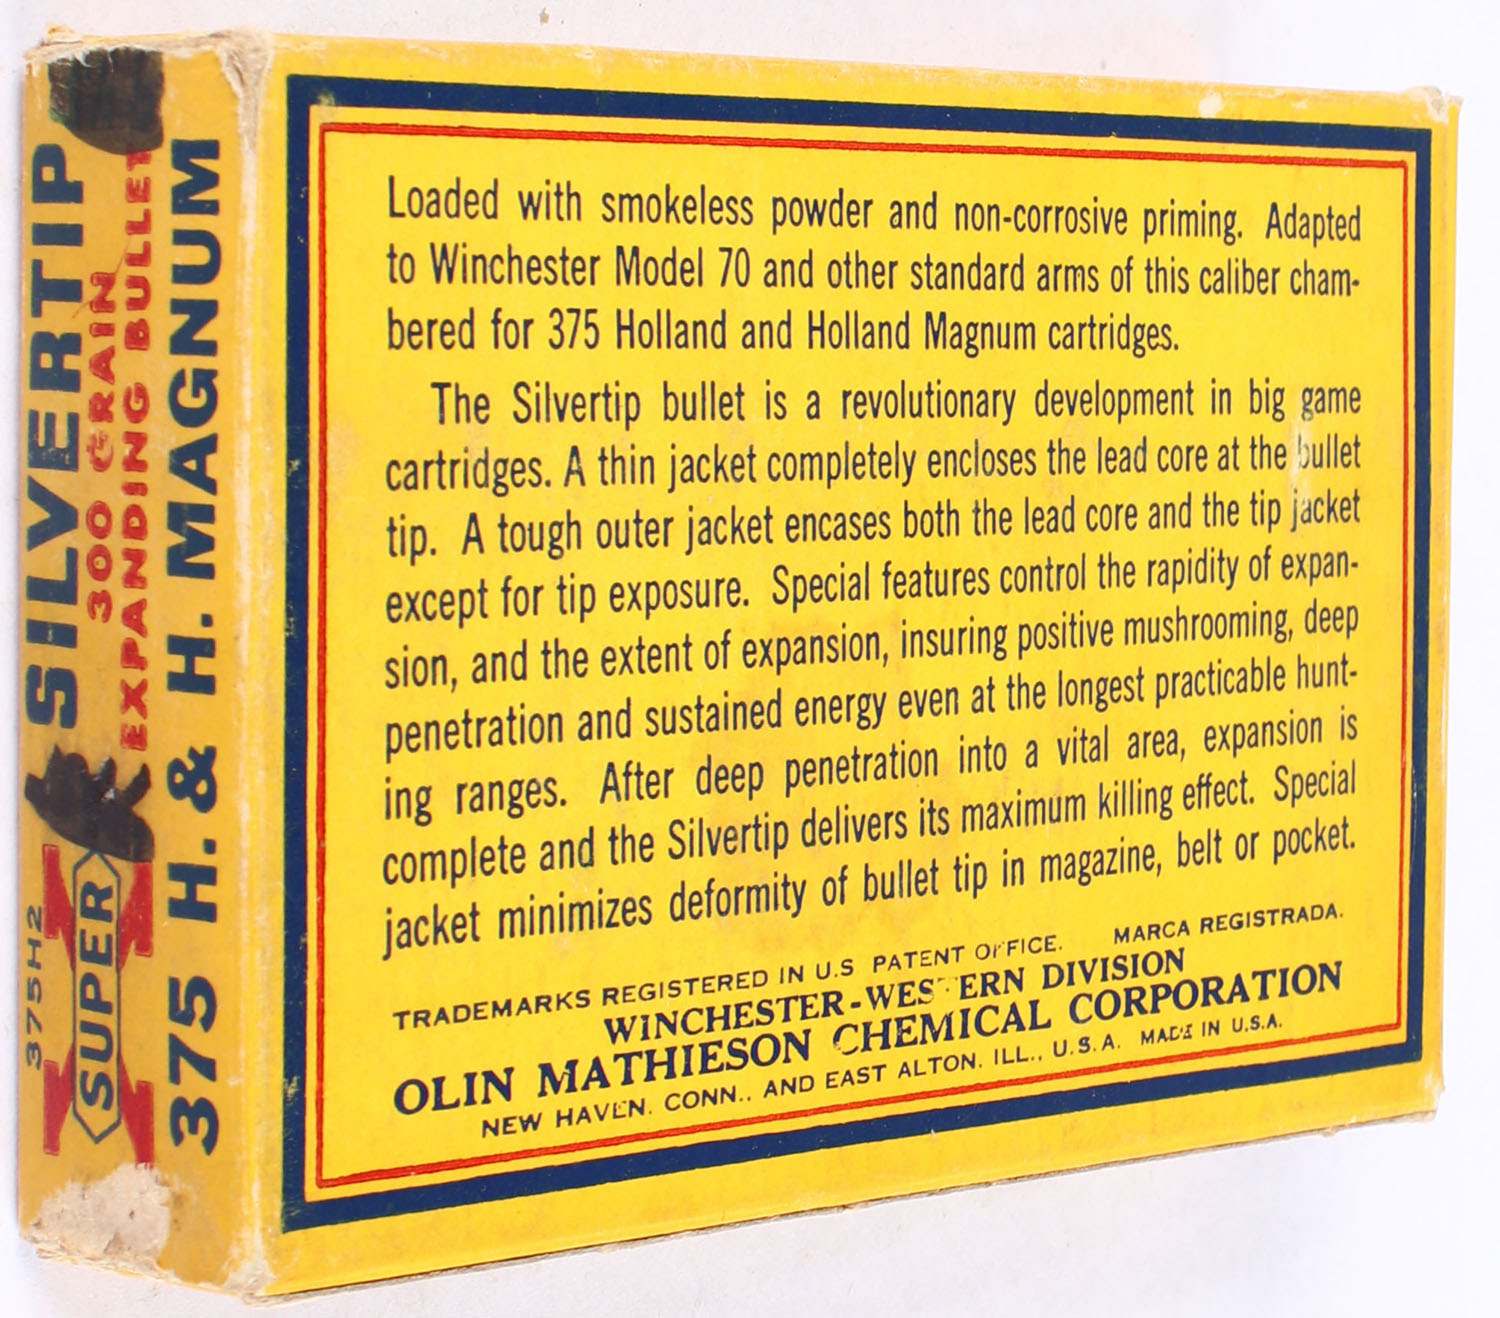 375H2
SUPER X
SILVERTIP
300 GRAIN
EXPANDING BULLET
375 H. & H. MAGNUM
Loaded with smokeless powder and non-corrosive priming. Adapted
to Winchester Model 70 and other standard arms of this caliber cham-
bered for 375 Holland and Holland Magnum cartridges.
The Silvertip bullet is a revolutionary development in big game
cartridges. A thin jacket completely encloses the lead core at the bullet
tip. A tough outer jacket encases both the lead core and the tip jacket
except for tip exposure. Special features control the rapidity of expan-
sion, and the extent of expansion, insuring positive mushrooming, deep
penetration and sustained energy even at the longest practicable hunt-
ing ranges. After deep penetration into a vital area, expansion is
complete and the Silvertip delivers its maximum killing effect. Special
jacket minimizes deformity of bullet tip in magazine, belt or pocket.
TRADEMARKS REGISTERED IN U.S PATENT OFFICE. MARCA REGISTRADA.
WINCHESTER-WESTERN DIVISION
OLIN MATHIESON CHEMICAL CORPORATION
NEW HAVEN. CONN., AND EAST ALTON. ILL., U.S.A. MADE IN U.S.A.